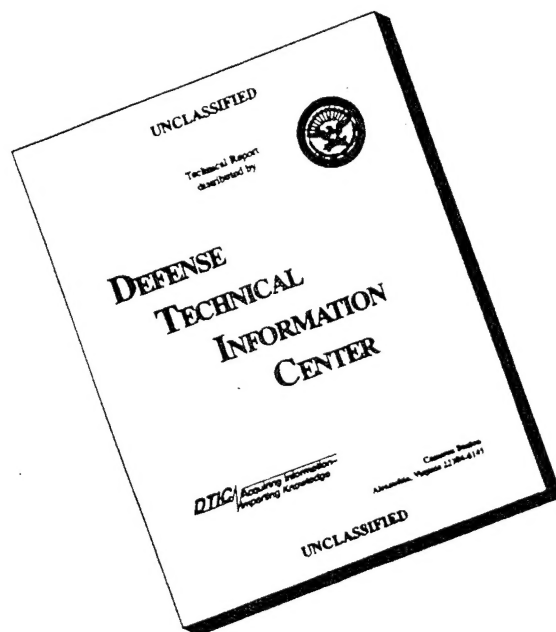 UNCLASSIFIED
Technical Report
distributed by
DEFENSE
TECHNICAL
INFORMATION
CENTER
DTIC Acquiring Information-
Imparting Knowledge
Cameron Station
Alexandria, Virginia 22304-6145
UNCLASSIFIED